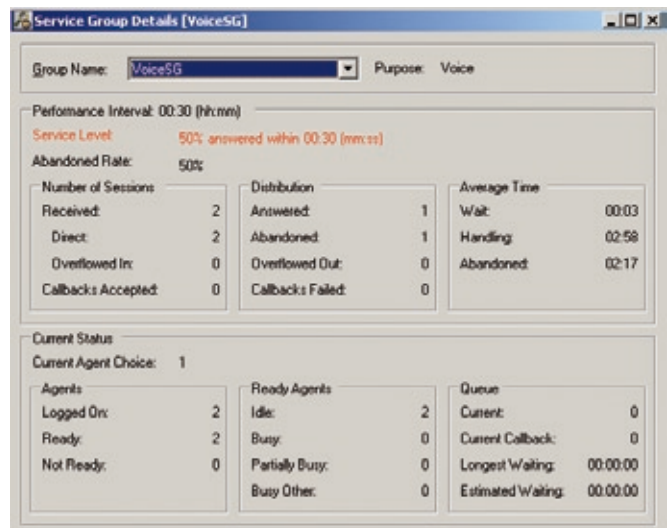 Service Group Details [VoiceSG]
Group Name: VoiceSG Purpose: Voice
Performance Interval: 00:30 (hh:mm)
Service Level: 50% answered within 00:30 (mm:ss)
Abandoned Rate: 50%
Number of Sessions
Received: 2
Direct: 2
Overflowed In: 0
Callbacks Accepted: 0
Distribution
Answered: 1
Abandoned: 1
Overflowed Out: 0
Callbacks Failed: 0
Average Time
Wait: 00:03
Handling: 02:58
Abandoned: 02:17
Current Status
Current Agent Choice: 1
Agents
Logged On: 2
Ready: 2
Not Ready: 0
Ready Agents
Idle: 2
Busy: 0
Partially Busy: 0
Busy Other: 0
Queue
Current: 0
Current Callback: 0
Longest Waiting: 00:00:00
Estimated Waiting: 00:00:00